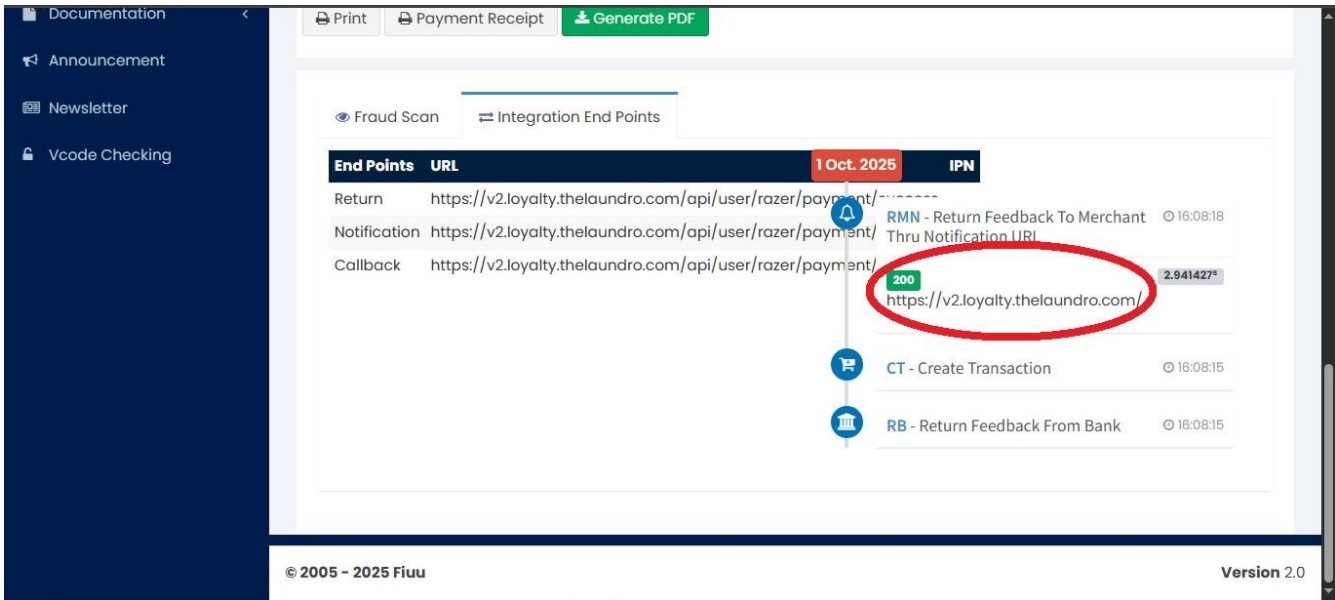 Documentation
Announcement
Newsletter
Vcode Checking
Print Payment Receipt Generate PDF
Fraud Scan Integration End Points
End Points URL IPN
Return https://v2.loyalty.thelaundro.com/api/user/razer/payment/
Notification https://v2.loyalty.thelaundro.com/api/user/razer/payment/
Callback https://v2.loyalty.thelaundro.com/api/user/razer/payment/
1 Oct. 2025
RMN - Return Feedback To Merchant 16:08:18
Thru Notification URL
200 2.941427s
https://v2.loyalty.thelaundro.com/
CT - Create Transaction 16:08:15
RB - Return Feedback From Bank 16:08:15
© 2005 - 2025 Fiuu Version 2.0